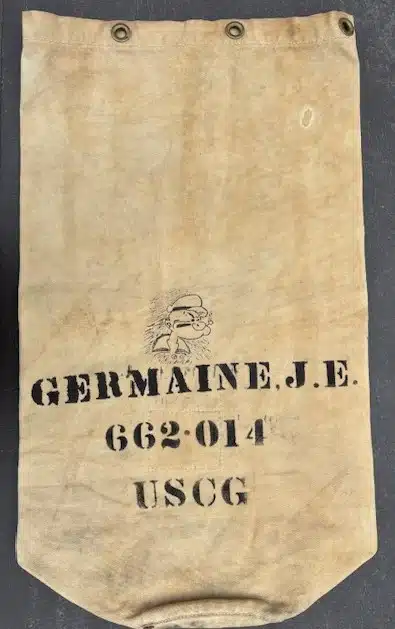 GERMAINE, J.E.
662-014
USCG